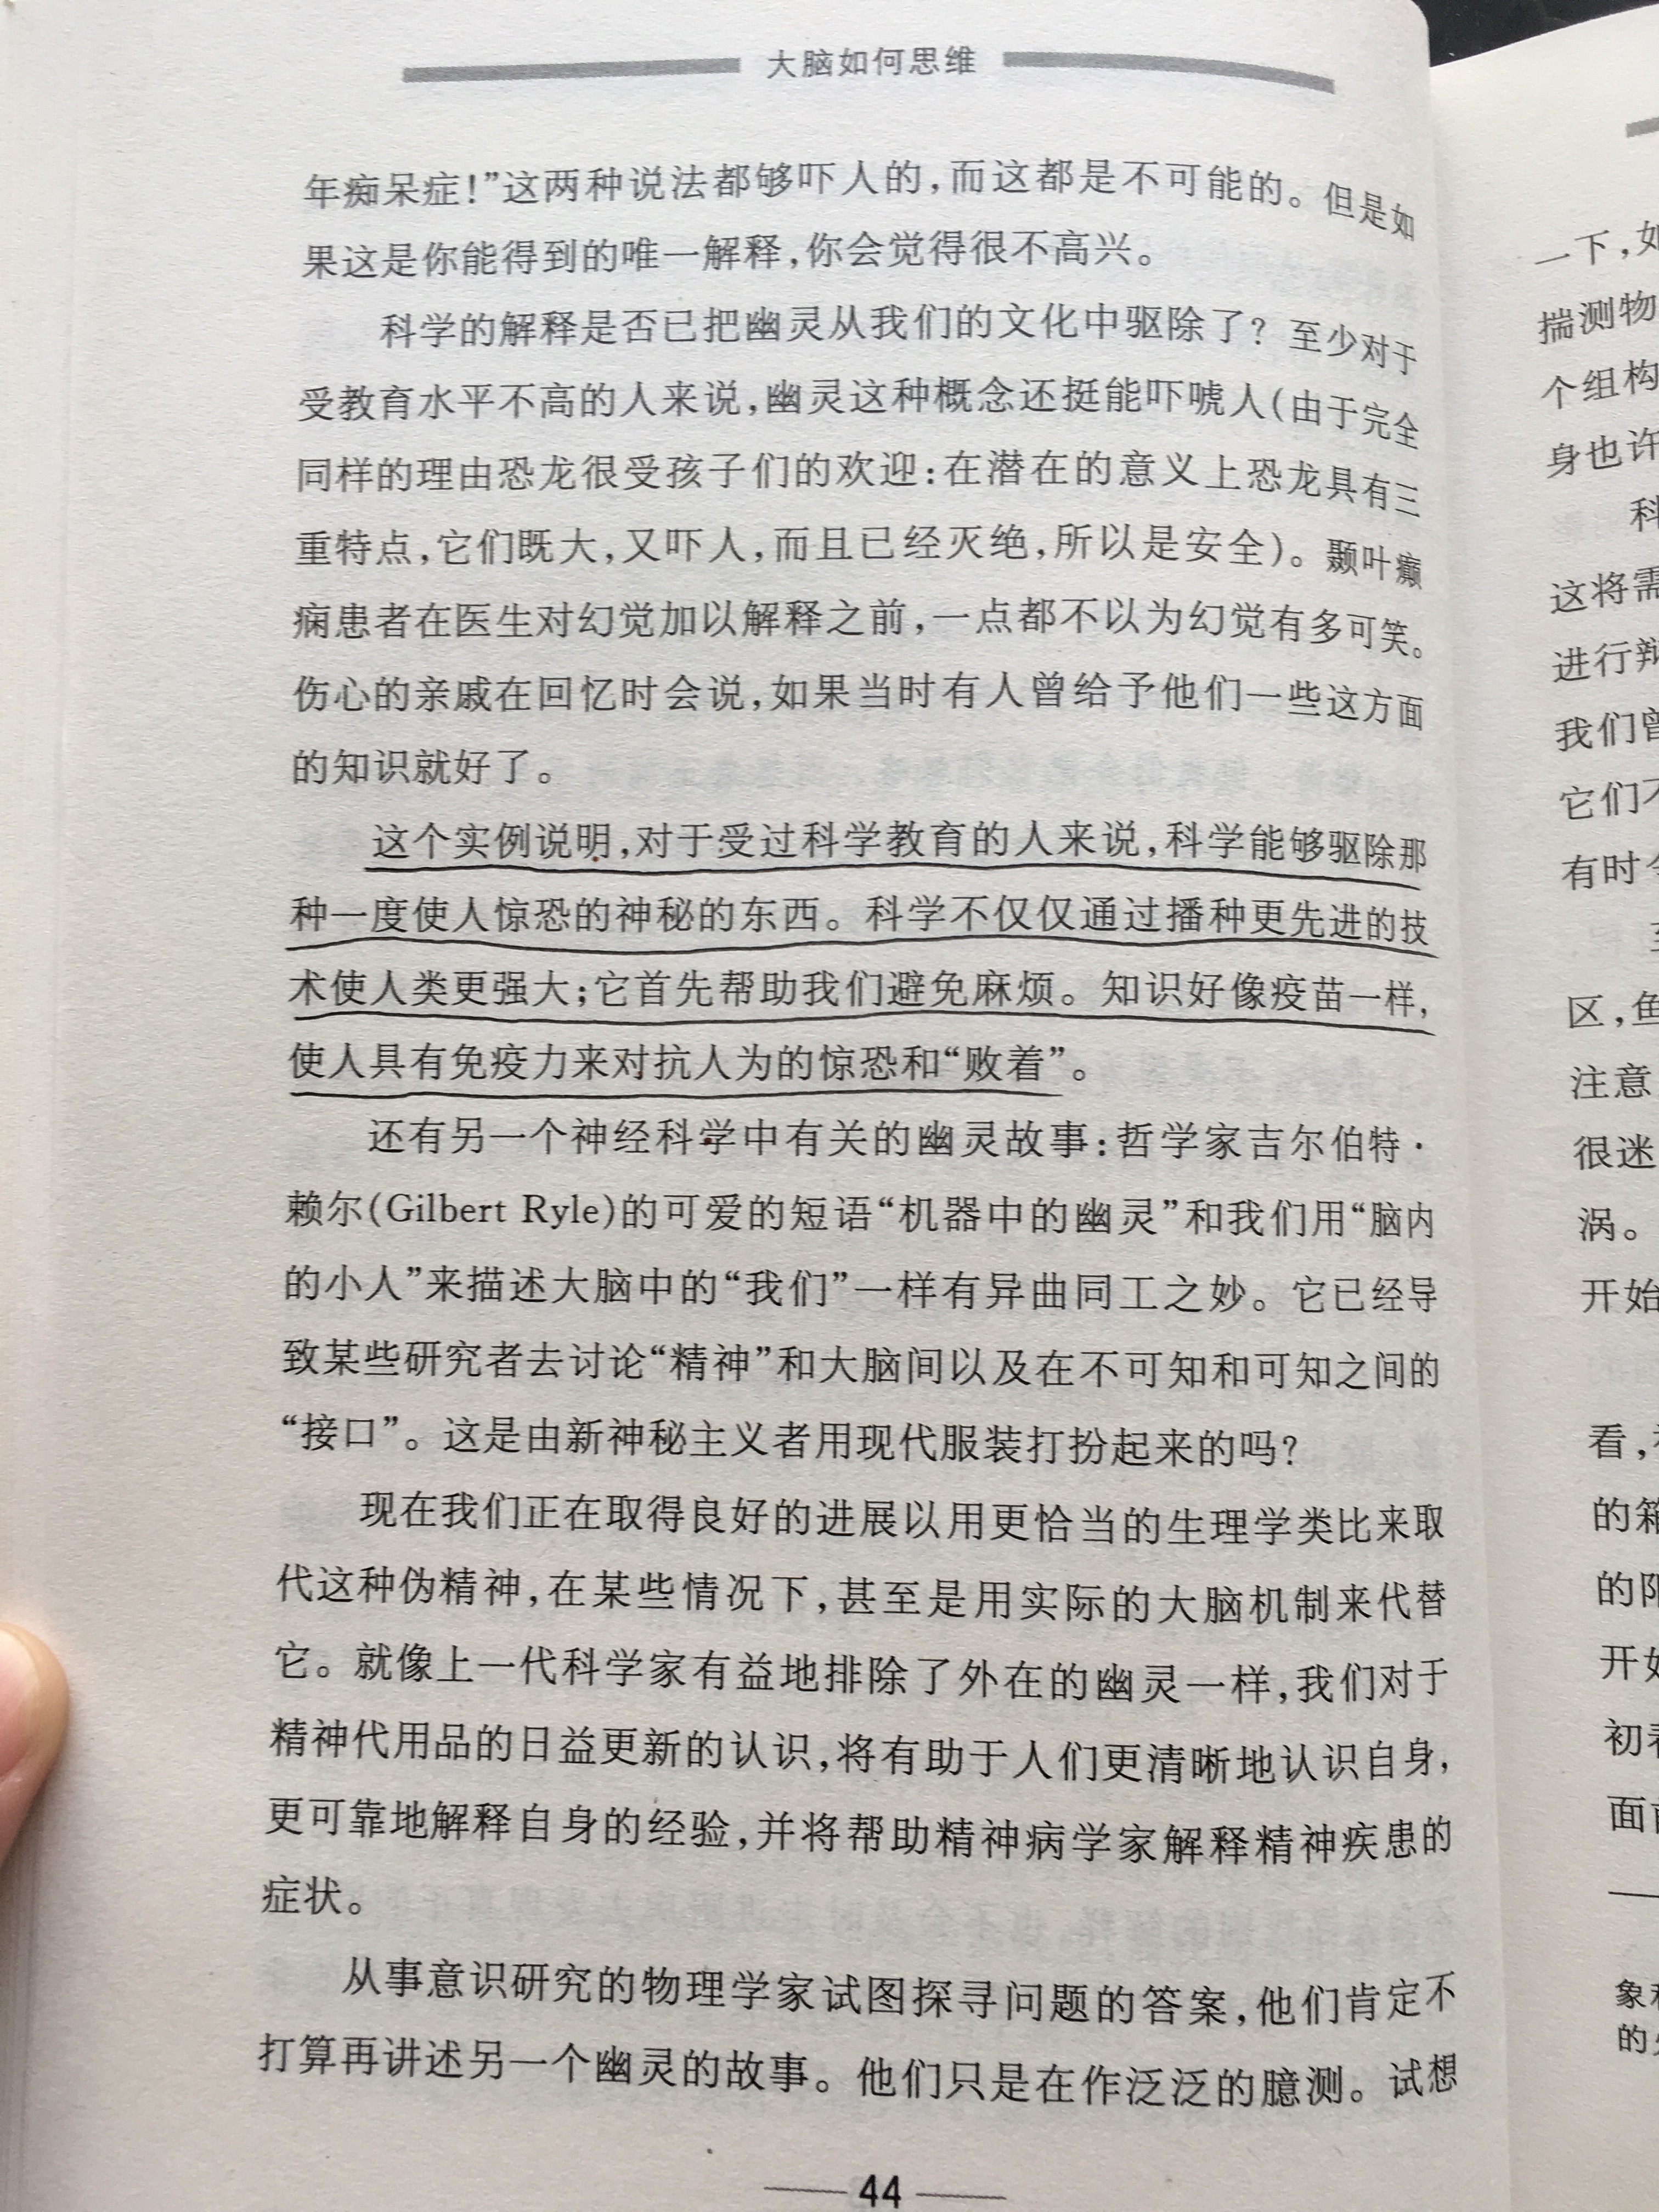 大脑如何思维
年痴呆症！”这两种说法都够吓人的，而这都是不可能的。但是如
果这是你能得到的唯一解释，你会觉得很不高兴。
科学的解释是否已把幽灵从我们的文化中驱除了？至少对于
受教育水平不高的人来说，幽灵这种概念还挺能吓唬人（由于完全
同样的理由恐龙很受孩子们的欢迎：在潜在的意义上恐龙具有三
重特点，它们既大，又吓人，而且已经灭绝，所以是安全）。颞叶癫
痫患者在医生对幻觉加以解释之前，一点都不以为幻觉有多可笑。
伤心的亲戚在回忆时会说，如果当时有人曾给予他们一些这方面
的知识就好了。
这个实例说明，对于受过科学教育的人来说，科学能够驱除那
种一度使人惊恐的神秘的东西。科学不仅仅通过播种更先进的技
术使人类更强大；它首先帮助我们避免麻烦。知识好像疫苗一样，
使人具有免疫力来对抗人为的惊恐和“败着”。
还有另一个神经科学中有关的幽灵故事：哲学家吉尔伯特·
赖尔（Gilbert Ryle）的可爱的短语“机器中的幽灵”和我们用“脑内
的小人”来描述大脑中的“我们”一样有异曲同工之妙。它已经导
致某些研究者去讨论“精神”和大脑间以及在不可知和可知之间的
“接口”。这是由新神秘主义者用现代服装打扮起来的吗？
现在我们正在取得良好的进展以用更恰当的生理学类比来取
代这种伪精神，在某些情况下，甚至是用实际的大脑机制来代替
它。就像上一代科学家有益地排除了外在的幽灵一样，我们对于
精神代用品的日益更新的认识，将有助于人们更清晰地认识自身，
更可靠地解释自身的经验，并将帮助精神病学家解释精神疾患的
症状。
从事意识研究的物理学家试图探寻问题的答案，他们肯定不
打算再讲述另一个幽灵的故事。他们只是在作泛泛的臆测。试想
44
一下，如
揣测物
个组构
身也许
科
这将需
进行辩
我们曾
它们不
有时令
区，鱼
注意
很迷
涡。
开始
看，
的箱
的阳
开始
初看
面前